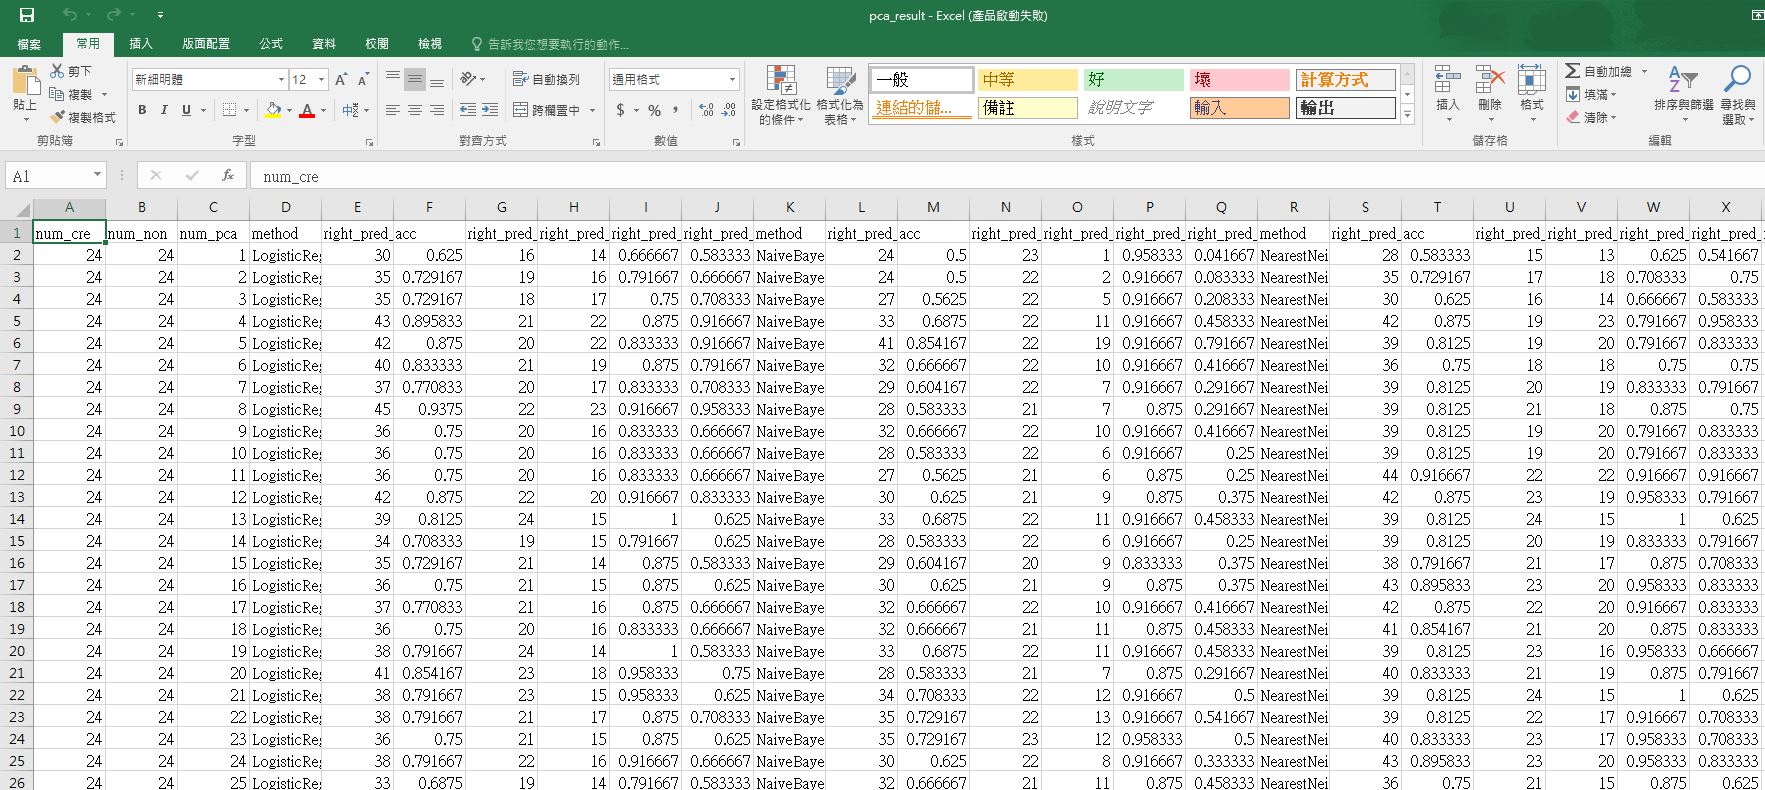 pca_result - Excel (產品啟動失敗)
檔案 常用 插入 版面配置 公式 資料 校閱 檢視 告訴我您想要執行的動作...
貼上 剪下 複製 複製格式 剪貼簿
新細明體 12 B I U 字型
自動換列 跨欄置中 對齊方式
通用格式 $ % , 數值
設定格式化的條件 格式化為表格 一般 中等 好 壞 計算方式 連結的儲... 備註 說明文字 輸入 輸出 樣式
插入 刪除 格式 儲存格
自動加總 填滿 清除 排序與篩選 尋找與選取 編輯
A1 fx num_cre
A B C D E F G H I J K L M N O P Q R S T U V W X
1 num_cre num_non num_pca method right_pred_ acc right_pred_ right_pred_ right_pred_ right_pred_ method right_pred_ acc right_pred_ right_pred_ right_pred_ right_pred_ method right_pred_ acc right_pred_ right_pred_ right_pred_ right_pred_
2 24 24 1 LogisticReg 30 0.625 16 14 0.666667 0.583333 NaiveBaye 24 0.5 23 1 0.958333 0.041667 NearestNei 28 0.583333 15 13 0.625 0.541667
3 24 24 2 LogisticReg 35 0.729167 19 16 0.791667 0.666667 NaiveBaye 24 0.5 22 2 0.916667 0.083333 NearestNei 35 0.729167 17 18 0.708333 0.75
4 24 24 3 LogisticReg 35 0.729167 18 17 0.75 0.708333 NaiveBaye 27 0.5625 22 5 0.916667 0.208333 NearestNei 30 0.625 16 14 0.666667 0.583333
5 24 24 4 LogisticReg 43 0.895833 21 22 0.875 0.916667 NaiveBaye 33 0.6875 22 11 0.916667 0.458333 NearestNei 42 0.875 19 23 0.791667 0.958333
6 24 24 5 LogisticReg 42 0.875 20 22 0.833333 0.916667 NaiveBaye 41 0.854167 22 19 0.916667 0.791667 NearestNei 39 0.8125 19 20 0.791667 0.833333
7 24 24 6 LogisticReg 40 0.833333 21 19 0.875 0.791667 NaiveBaye 32 0.666667 22 10 0.916667 0.416667 NearestNei 36 0.75 18 18 0.75 0.75
8 24 24 7 LogisticReg 37 0.770833 20 17 0.833333 0.708333 NaiveBaye 29 0.604167 22 7 0.916667 0.291667 NearestNei 39 0.8125 20 19 0.833333 0.791667
9 24 24 8 LogisticReg 45 0.9375 22 23 0.916667 0.958333 NaiveBaye 28 0.583333 21 7 0.875 0.291667 NearestNei 39 0.8125 21 18 0.875 0.75
10 24 24 9 LogisticReg 36 0.75 20 16 0.833333 0.666667 NaiveBaye 32 0.666667 22 10 0.916667 0.416667 NearestNei 39 0.8125 19 20 0.791667 0.833333
11 24 24 10 LogisticReg 36 0.75 20 16 0.833333 0.666667 NaiveBaye 28 0.583333 22 6 0.916667 0.25 NearestNei 39 0.8125 19 20 0.791667 0.833333
12 24 24 11 LogisticReg 36 0.75 20 16 0.833333 0.666667 NaiveBaye 27 0.5625 21 6 0.875 0.25 NearestNei 44 0.916667 22 22 0.916667 0.916667
13 24 24 12 LogisticReg 42 0.875 22 20 0.916667 0.833333 NaiveBaye 30 0.625 21 9 0.875 0.375 NearestNei 42 0.875 23 19 0.958333 0.791667
14 24 24 13 LogisticReg 39 0.8125 24 15 1 0.625 NaiveBaye 33 0.6875 22 11 0.916667 0.458333 NearestNei 39 0.8125 24 15 1 0.625
15 24 24 14 LogisticReg 34 0.708333 19 15 0.791667 0.625 NaiveBaye 28 0.583333 22 6 0.916667 0.25 NearestNei 39 0.8125 20 19 0.833333 0.791667
16 24 24 15 LogisticReg 35 0.729167 21 14 0.875 0.583333 NaiveBaye 29 0.604167 20 9 0.833333 0.375 NearestNei 38 0.791667 21 17 0.875 0.708333
17 24 24 16 LogisticReg 36 0.75 21 15 0.875 0.625 NaiveBaye 30 0.625 21 9 0.875 0.375 NearestNei 43 0.895833 23 20 0.958333 0.833333
18 24 24 17 LogisticReg 37 0.770833 21 16 0.875 0.666667 NaiveBaye 32 0.666667 22 10 0.916667 0.416667 NearestNei 42 0.875 22 20 0.916667 0.833333
19 24 24 18 LogisticReg 36 0.75 20 16 0.833333 0.666667 NaiveBaye 32 0.666667 21 11 0.875 0.458333 NearestNei 41 0.854167 21 20 0.875 0.833333
20 24 24 19 LogisticReg 38 0.791667 24 14 1 0.583333 NaiveBaye 33 0.6875 22 11 0.916667 0.458333 NearestNei 39 0.8125 23 16 0.958333 0.666667
21 24 24 20 LogisticReg 41 0.854167 23 18 0.958333 0.75 NaiveBaye 28 0.583333 21 7 0.875 0.291667 NearestNei 40 0.833333 21 19 0.875 0.791667
22 24 24 21 LogisticReg 38 0.791667 23 15 0.958333 0.625 NaiveBaye 34 0.708333 22 12 0.916667 0.5 NearestNei 39 0.8125 24 15 1 0.625
23 24 24 22 LogisticReg 38 0.791667 21 17 0.875 0.708333 NaiveBaye 35 0.729167 22 13 0.916667 0.541667 NearestNei 39 0.8125 22 17 0.916667 0.708333
24 24 24 23 LogisticReg 36 0.75 21 15 0.875 0.625 NaiveBaye 35 0.729167 23 12 0.958333 0.5 NearestNei 40 0.833333 23 17 0.958333 0.708333
25 24 24 24 LogisticReg 38 0.791667 22 16 0.916667 0.666667 NaiveBaye 30 0.625 22 8 0.916667 0.333333 NearestNei 43 0.895833 23 20 0.958333 0.833333
26 24 24 25 LogisticReg 33 0.6875 19 14 0.791667 0.583333 NaiveBaye 32 0.666667 21 11 0.875 0.458333 NearestNei 36 0.75 21 15 0.875 0.625